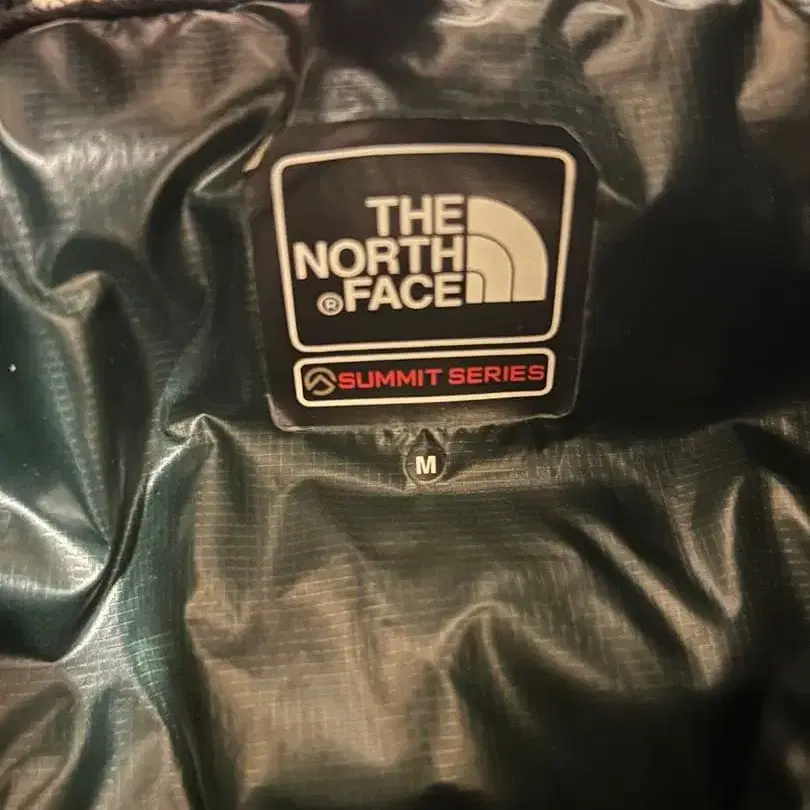 THE
NORTH
® FACE
SUMMIT SERIES
M